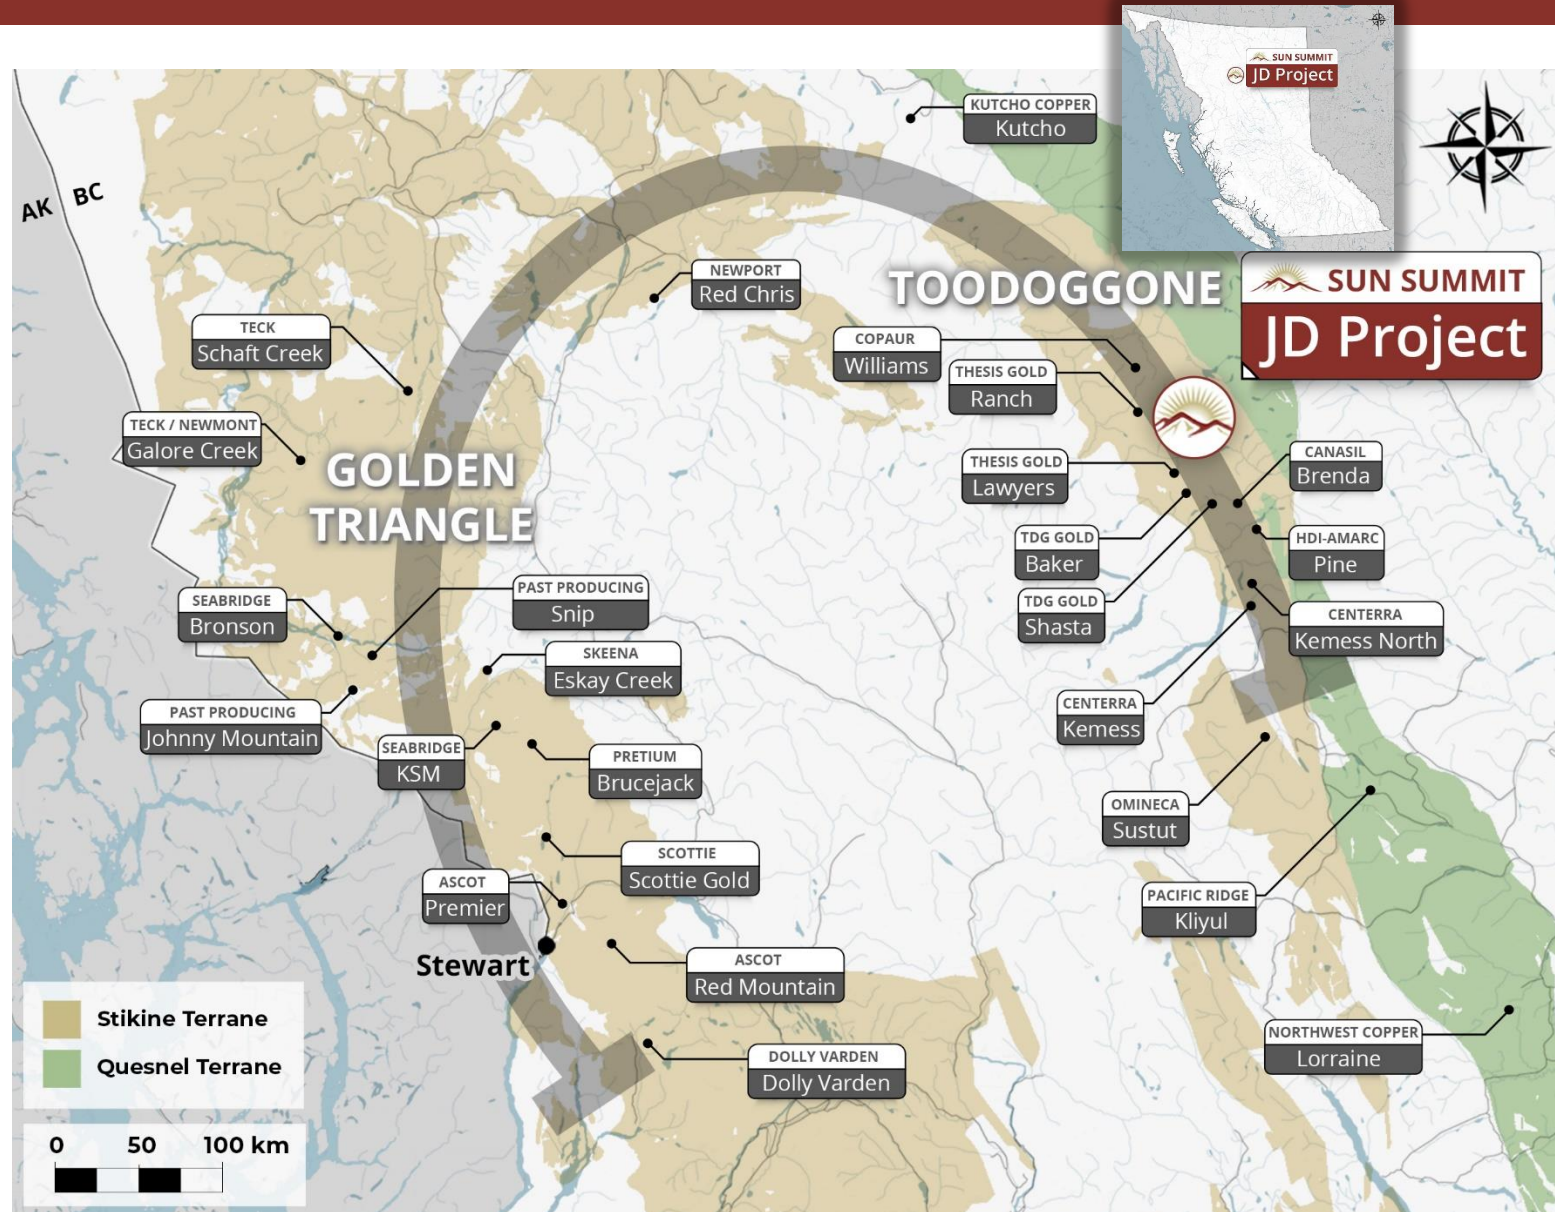 SUN SUMMIT
JD Project
KUTCHO COPPER
Kutcho
AK
BC
NEWPORT
Red Chris
TOODOGGONE
SUN SUMMIT
JD Project
TECK
Schaft Creek
COPAUR
Williams
THESIS GOLD
Ranch
TECK / NEWMONT
Galore Creek
GOLDEN
TRIANGLE
THESIS GOLD
Lawyers
CANASIL
Brenda
TDG GOLD
Baker
HDI-AMARC
Pine
SEABRIDGE
Bronson
PAST PRODUCING
Snip
TDG GOLD
Shasta
CENTERRA
Kemess North
SKEENA
Eskay Creek
PAST PRODUCING
Johnny Mountain
CENTERRA
Kemess
SEABRIDGE
KSM
PRETIUM
Brucejack
OMINECA
Sustut
SCOTTIE
Scottie Gold
ASCOT
Premier
PACIFIC RIDGE
Kliyul
Stewart
ASCOT
Red Mountain
Stikine Terrane
Quesnel Terrane
NORTHWEST COPPER
Lorraine
DOLLY VARDEN
Dolly Varden
0 50 100 km